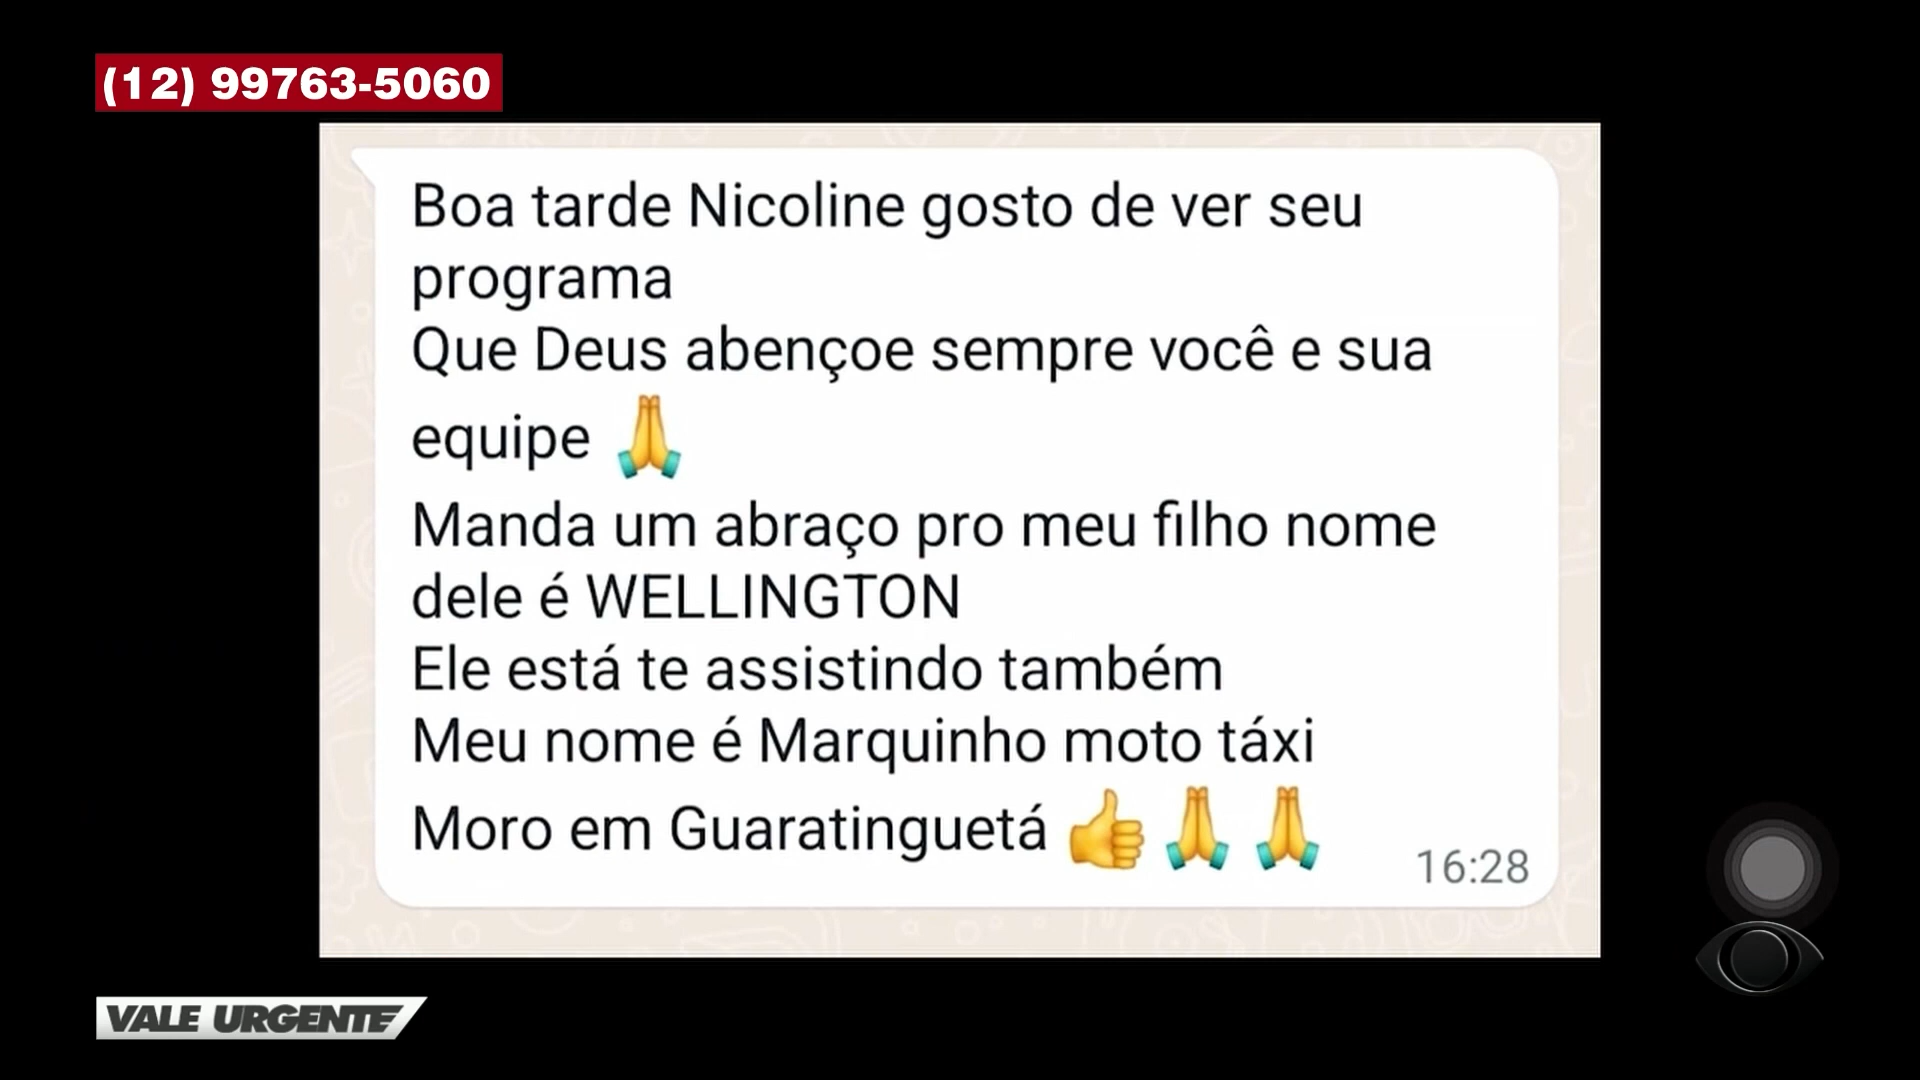 (12) 99763-5060
Boa tarde Nicoline gosto de ver seu
programa
Que Deus abençoe sempre você e sua
equipe 🙏
Manda um abraço pro meu filho nome
dele é WELLINGTON
Ele está te assistindo também
Meu nome é Marquinho moto táxi
Moro em Guaratinguetá 👍🙏🙏
16:28
VALE URGENTE